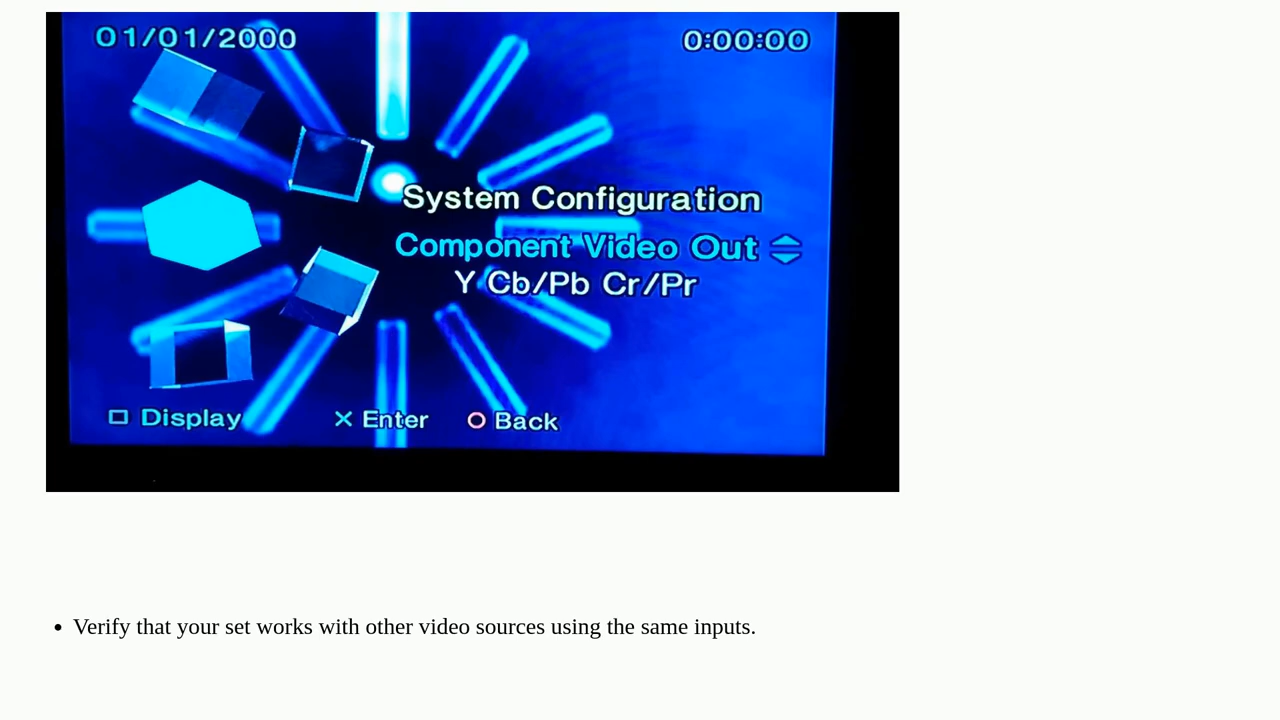 01/01/2000 0:00:00
System Configuration
Component Video Out
Y Cb/Pb Cr/Pr
Display Enter Back
• Verify that your set works with other video sources using the same inputs.